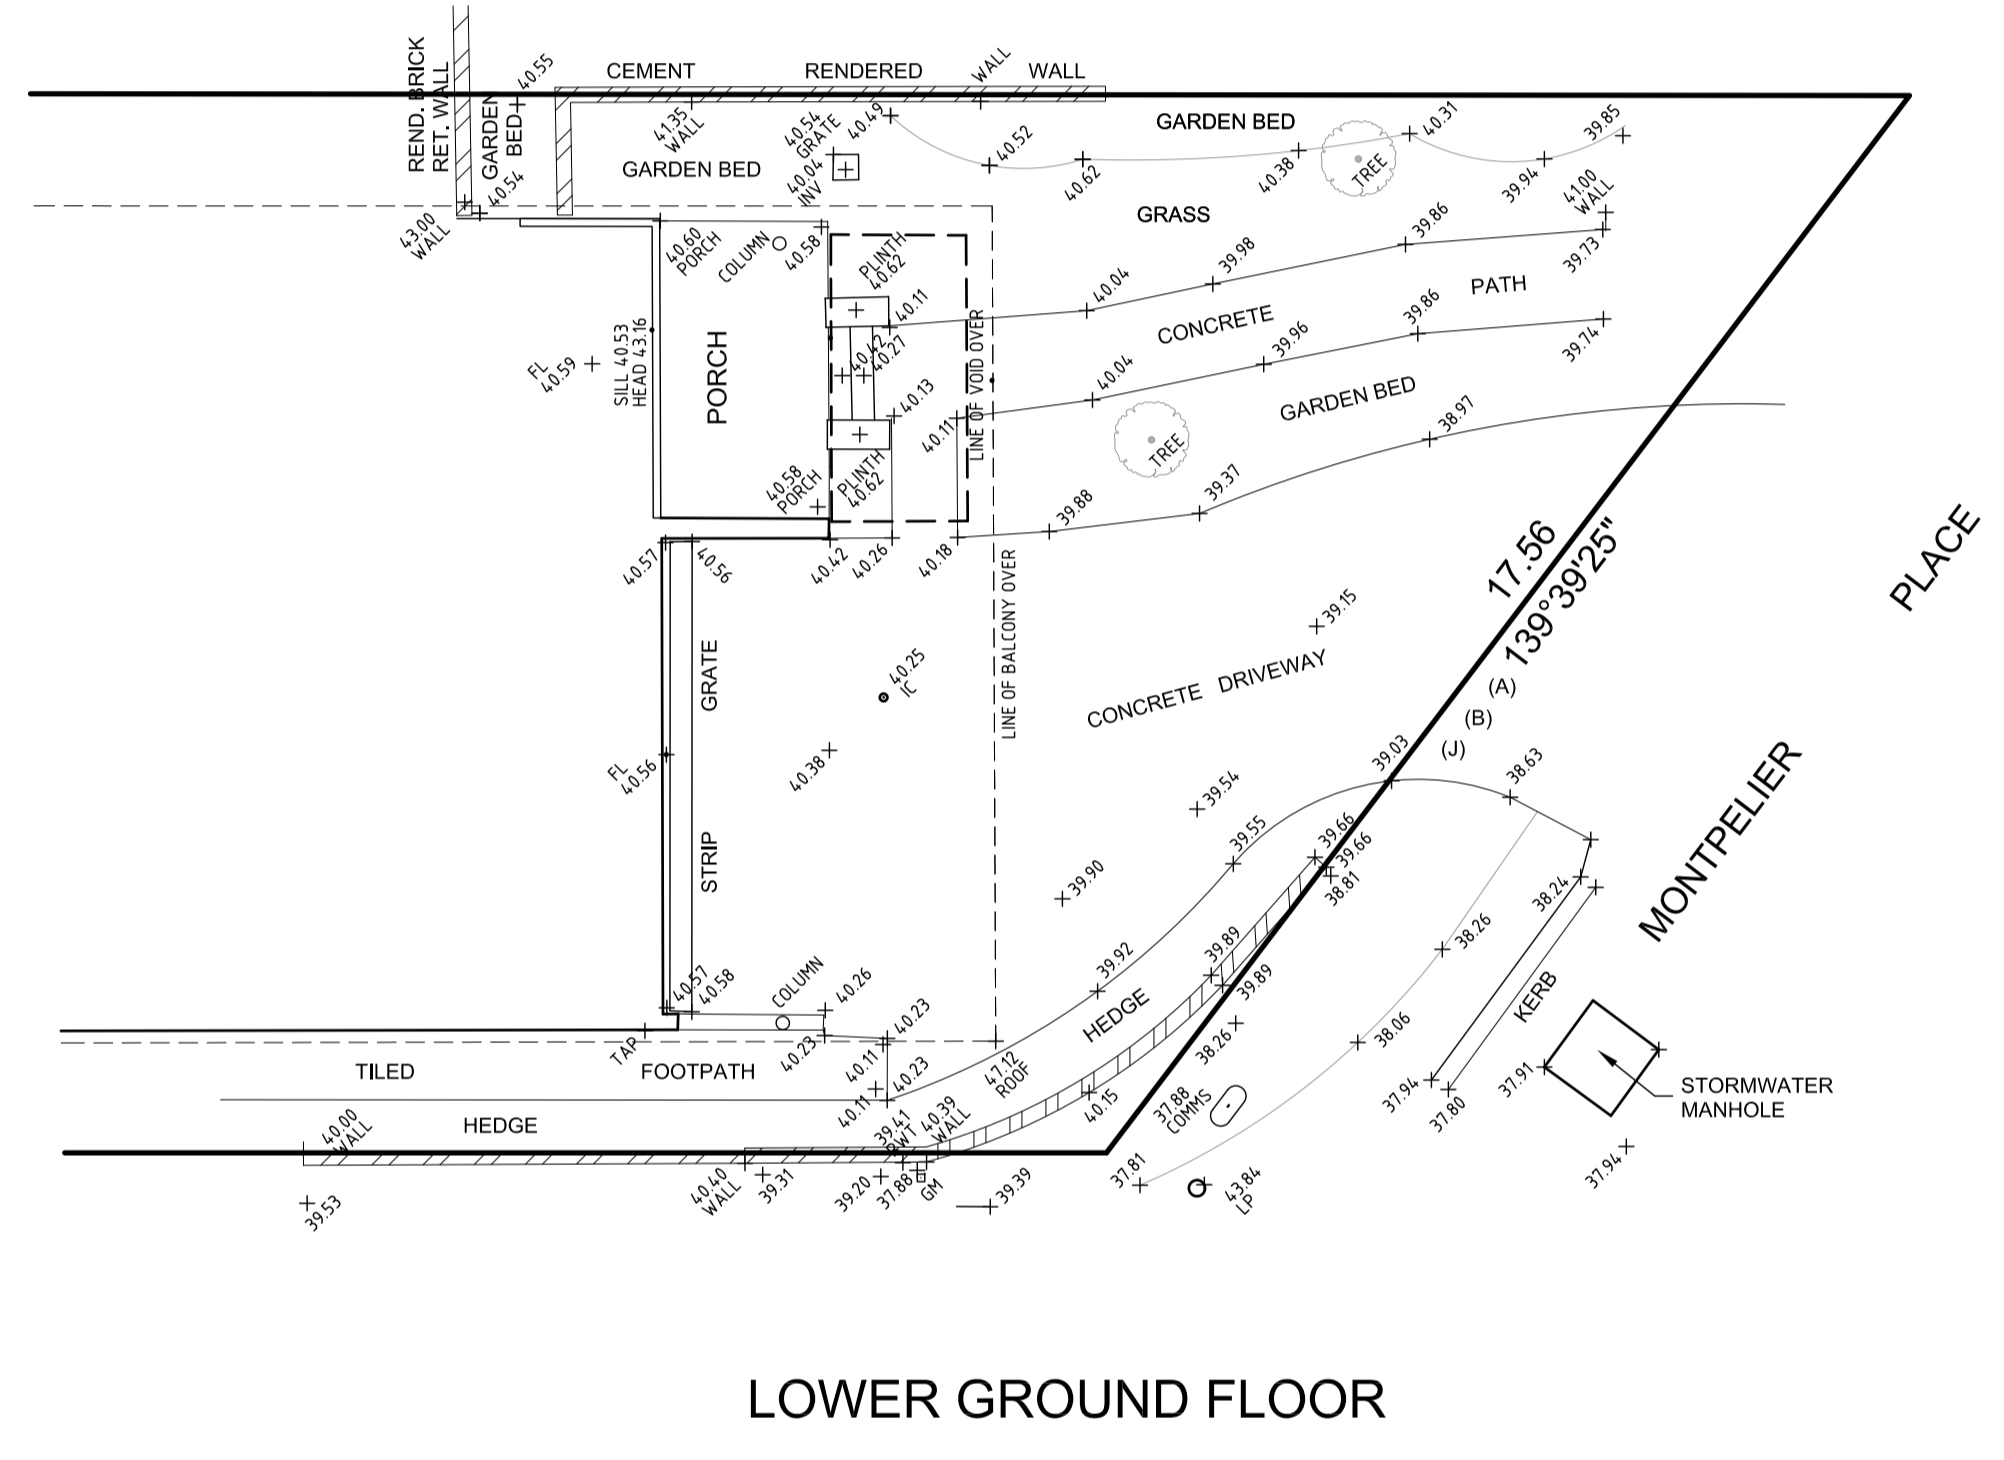 REND. BRICK
RET. WALL
GARDEN
BED
40.55
CEMENT RENDERED WALL
WALL
41.35
WALL
40.54
GRATE
40.49
40.04
INV
GARDEN BED
40.52
40.62
GARDEN BED
40.38
TREE
40.31
39.94
39.85
41.00
WALL
40.54
43.00
WALL
GRASS
40.60
PORCH
COLUMN
40.58
PLINTH
40.62
40.11
40.04
39.98
39.86
39.73
CONCRETE PATH
FL
40.59
SILL 40.53
HEAD 43.16
PORCH
40.42
40.27
40.13
40.11
LINE OF VOID OVER
40.04
39.96
39.86
39.74
GARDEN BED
TREE
38.97
40.58
PORCH
PLINTH
40.62
39.88
39.37
40.57
40.56
40.42
40.26
40.18
LINE OF BALCONY OVER
17.56
139°39'25"
PLACE
39.15
GRATE
40.25
IC
CONCRETE DRIVEWAY
(A)
(B)
(J)
FL
40.56
40.38
39.03
38.63
39.54
MONTPELIER
STRIP
39.55
39.66
39.66
38.81
39.90
38.24
38.26
40.57
40.58
COLUMN
40.26
39.92
39.89
39.89
HEDGE
KERB
40.23
TAP
40.23
40.11
40.23
40.11
38.26
38.06
47.12
ROOF
TILED FOOTPATH
37.94
37.80
37.91
STORMWATER
MANHOLE
40.00
WALL
HEDGE
39.41
RWT
40.39
WALL
40.15
37.88
COMMS
39.53
40.40
WALL
39.31
39.20
37.88
GM
39.39
37.81
43.84
LP
37.94
LOWER GROUND FLOOR